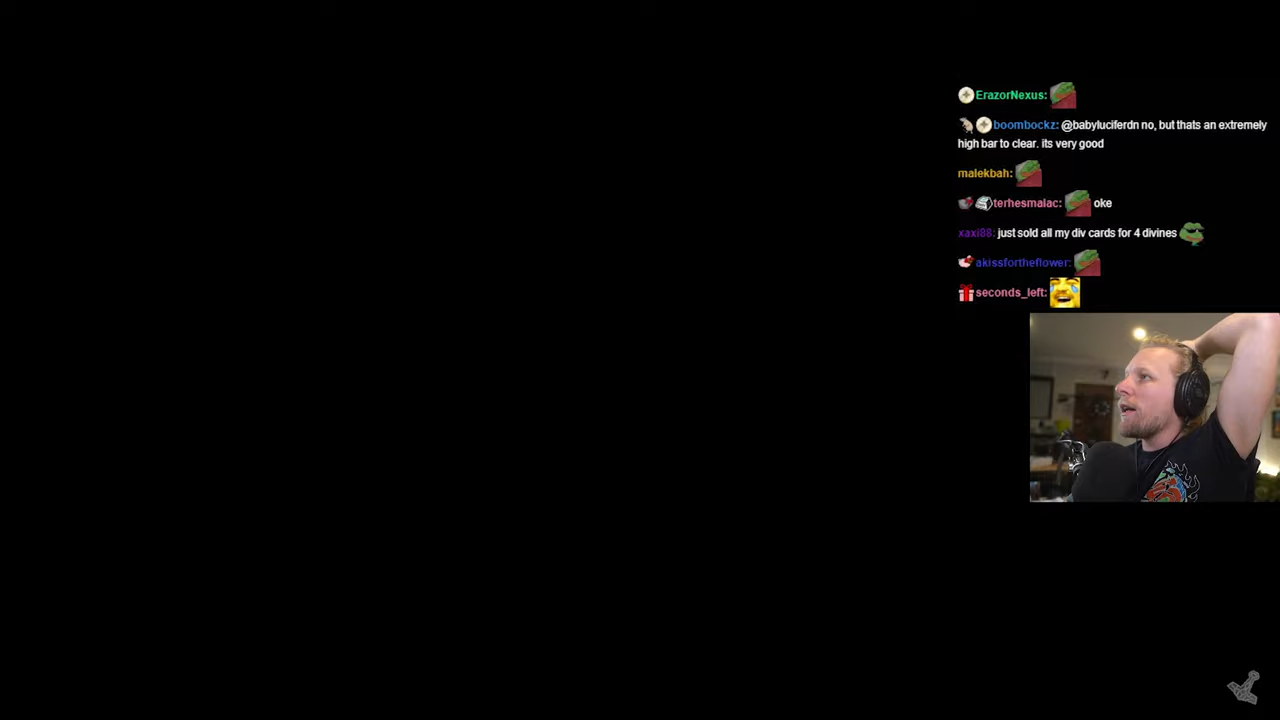 ErazorNexus:
boombockz: @babyluciferdn no, but thats an extremely
high bar to clear. its very good
malekbah:
terhesmalac: oke
xaxi88: just sold all my div cards for 4 divines
akissfortheflower:
seconds_left: